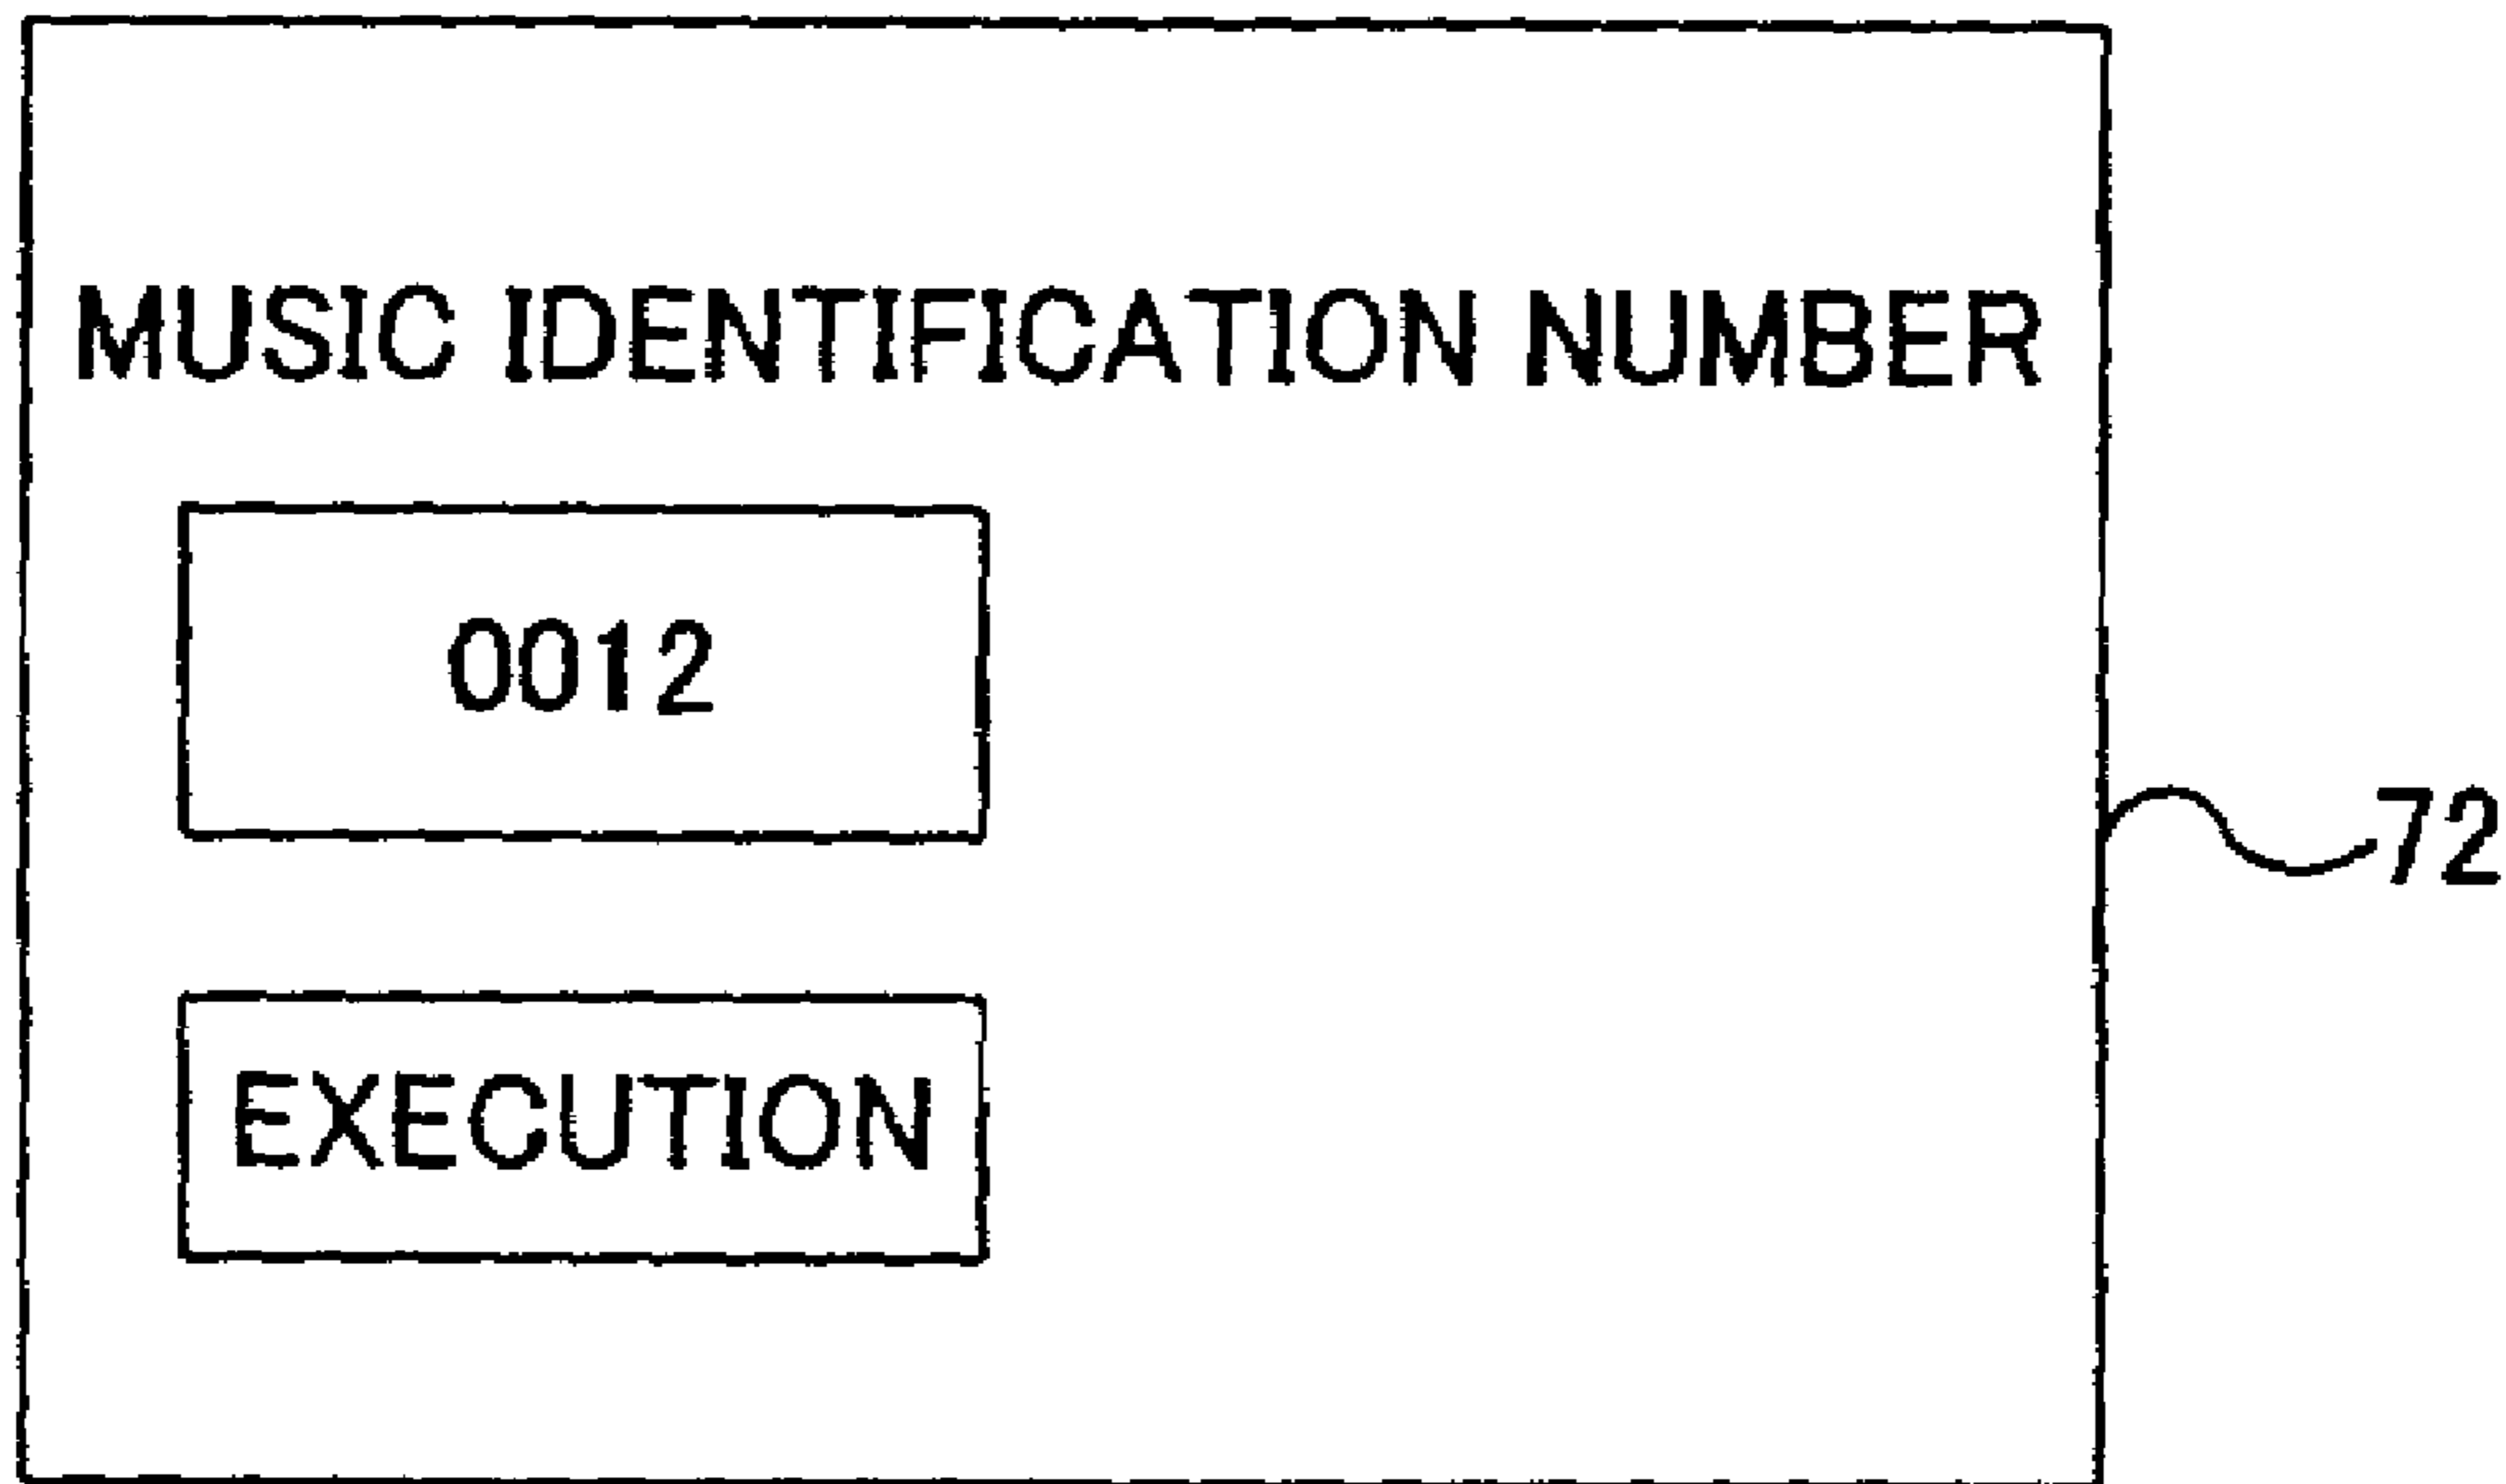 MUSIC IDENTIFICATION NUMBER
0012
72
EXECUTION